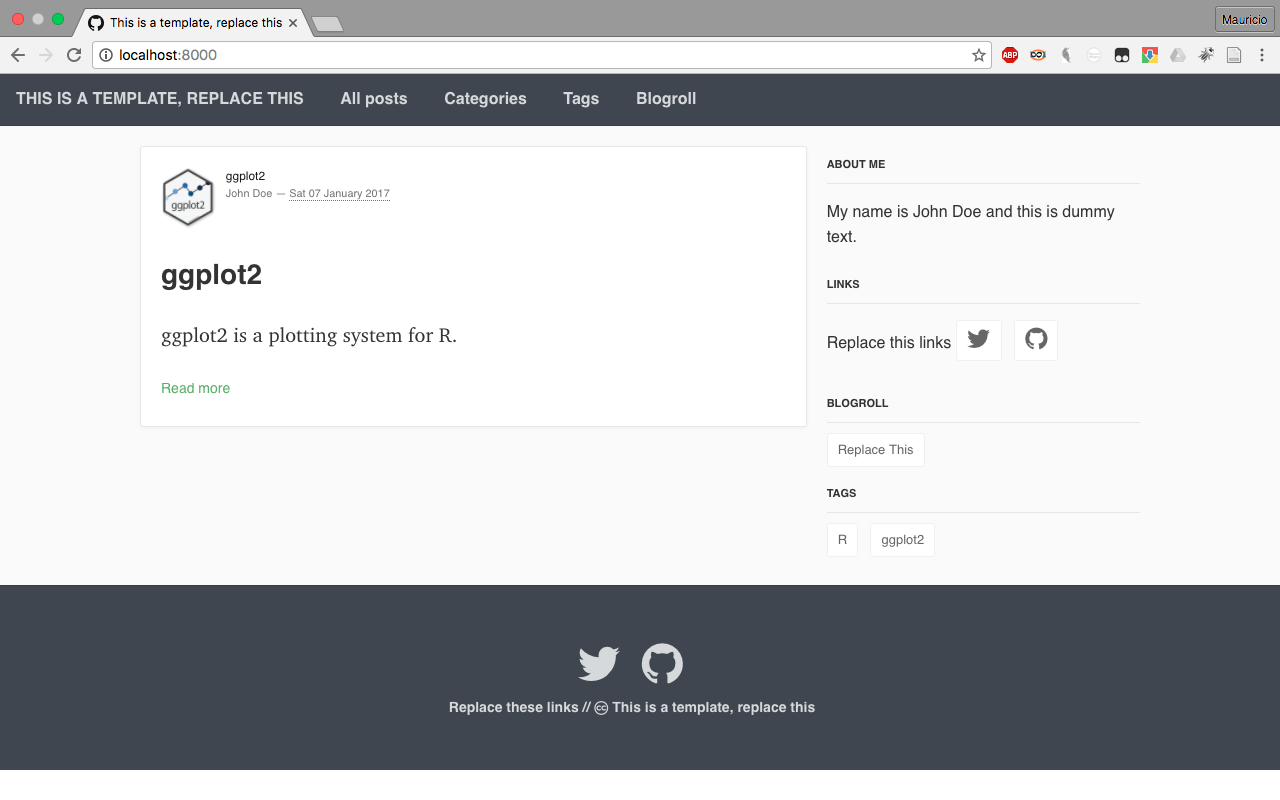 This is a template, replace this
Mauricio
localhost:8000
ABP
THIS IS A TEMPLATE, REPLACE THIS All posts Categories Tags Blogroll
ggplot2
ggplot2
John Doe — Sat 07 January 2017
ggplot2
ggplot2 is a plotting system for R.
Read more
ABOUT ME
My name is John Doe and this is dummy
text.
LINKS
Replace this links
BLOGROLL
Replace This
TAGS
R ggplot2
Replace these links // cc This is a template, replace this